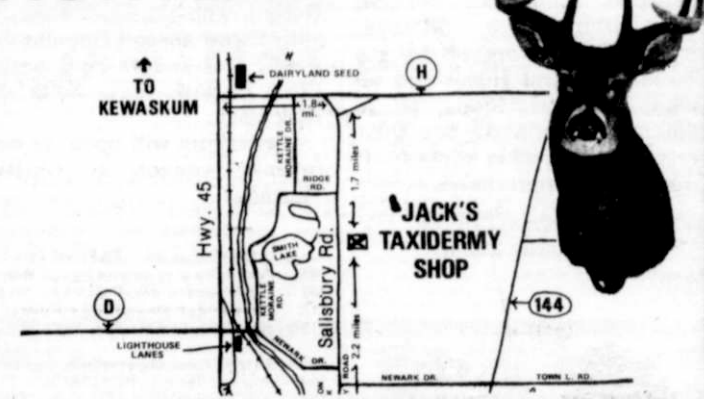 TO
KEWASKUM
DAIRYLAND SEED
H
1.8
mi.
KETTLE
MORAINE DR.
RIDGE
RD.
1.7 miles
Hwy. 45
SMITH
LAKE
Salisbury Rd.
JACK'S
TAXIDERMY
SHOP
KETTLE
MORAINE
RD.
2.2 miles
144
D
LIGHTHOUSE
LANES
NEWARK
DR.
Y ROAD
NEWARK DR.
TOWN L. RD.